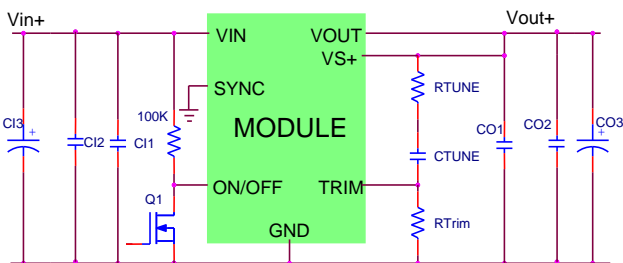 Vin+
Vout+
VIN
VOUT
VS+
RTUNE
SYNC
CI3
+
100K
MODULE
CO1
CO2
CO3
+
CI2
CI1
CTUNE
ON/OFF
TRIM
Q1
RTrim
GND